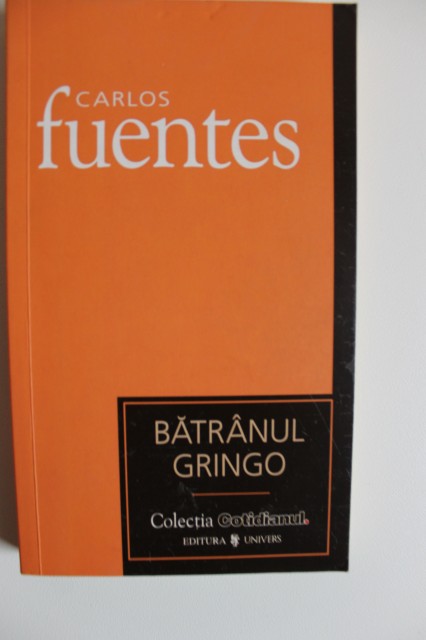 CARLOS
fuentes
BĂTRÂNUL
GRINGO
Colecția Cotidianul.
EDITURA UNIVERS